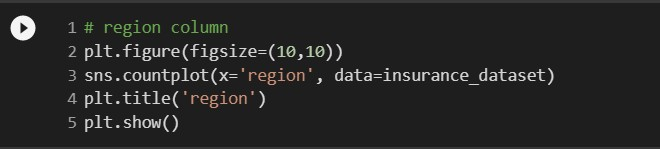 1 # region column
2 plt.figure(figsize=(10,10))
3 sns.countplot(x='region', data=insurance_dataset)
4 plt.title('region')
5 plt.show()